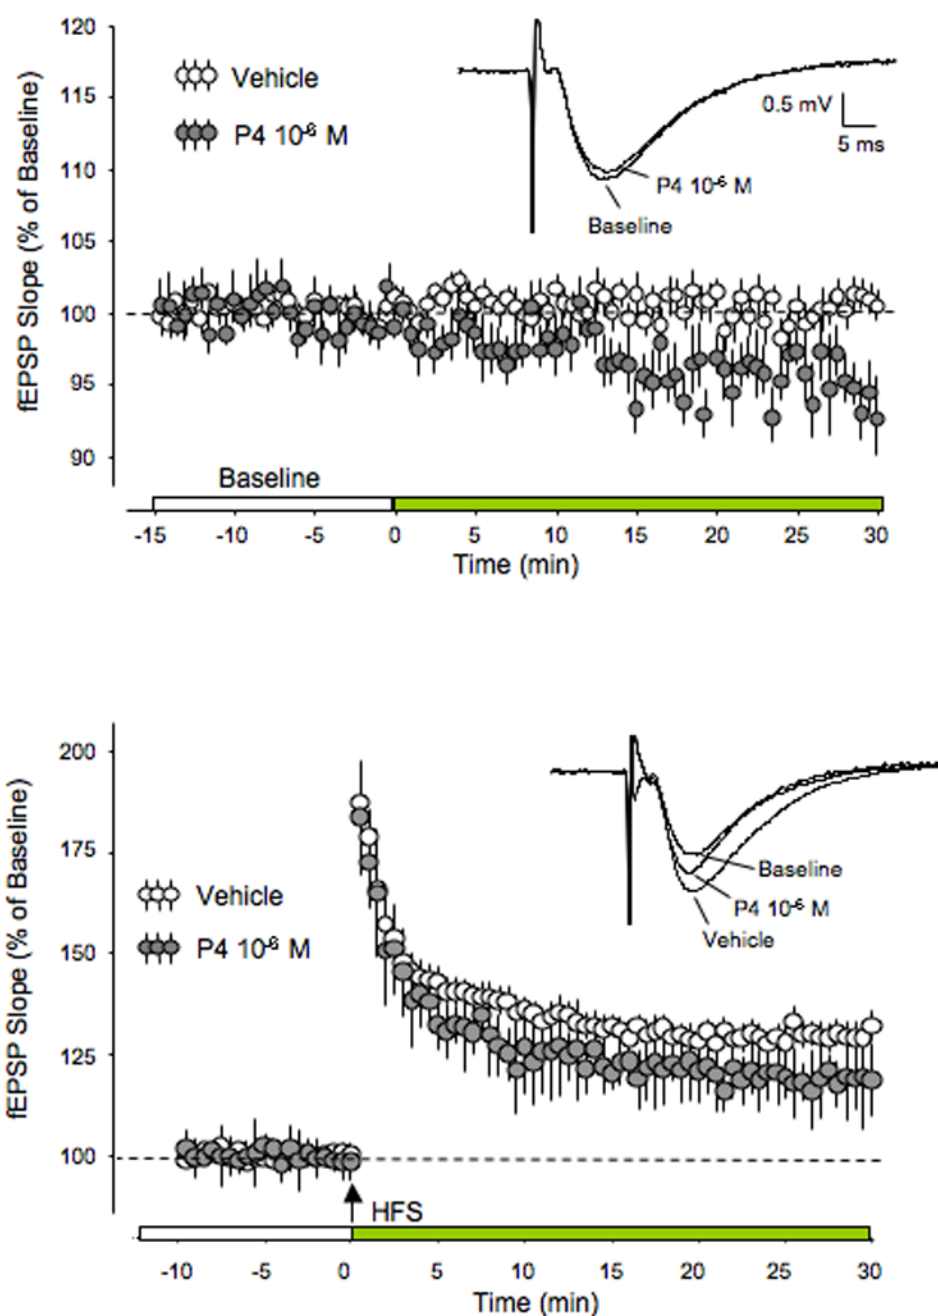 120
115
110
105
100
95
90
fEPSP Slope (% of Baseline)
Vehicle
P4 10-6 M
0.5 mV
5 ms
P4 10-6 M
Baseline
Baseline
-15 -10 -5 0 5 10 15 20 25 30
Time (min)
200
175
150
125
100
fEPSP Slope (% of Baseline)
Vehicle
P4 10-6 M
Baseline
P4 10-6 M
Vehicle
HFS
-10 -5 0 5 10 15 20 25 30
Time (min)